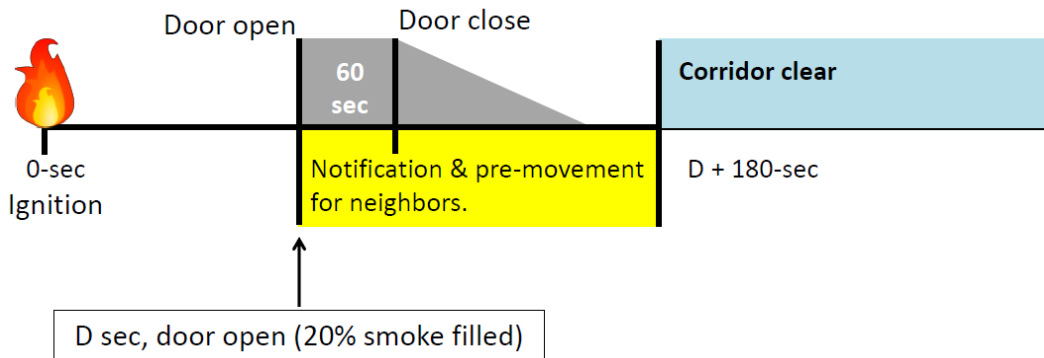 Door open
Door close
60
sec
Corridor clear
0-sec
Ignition
Notification & pre-movement
for neighbors.
D + 180-sec
D sec, door open (20% smoke filled)